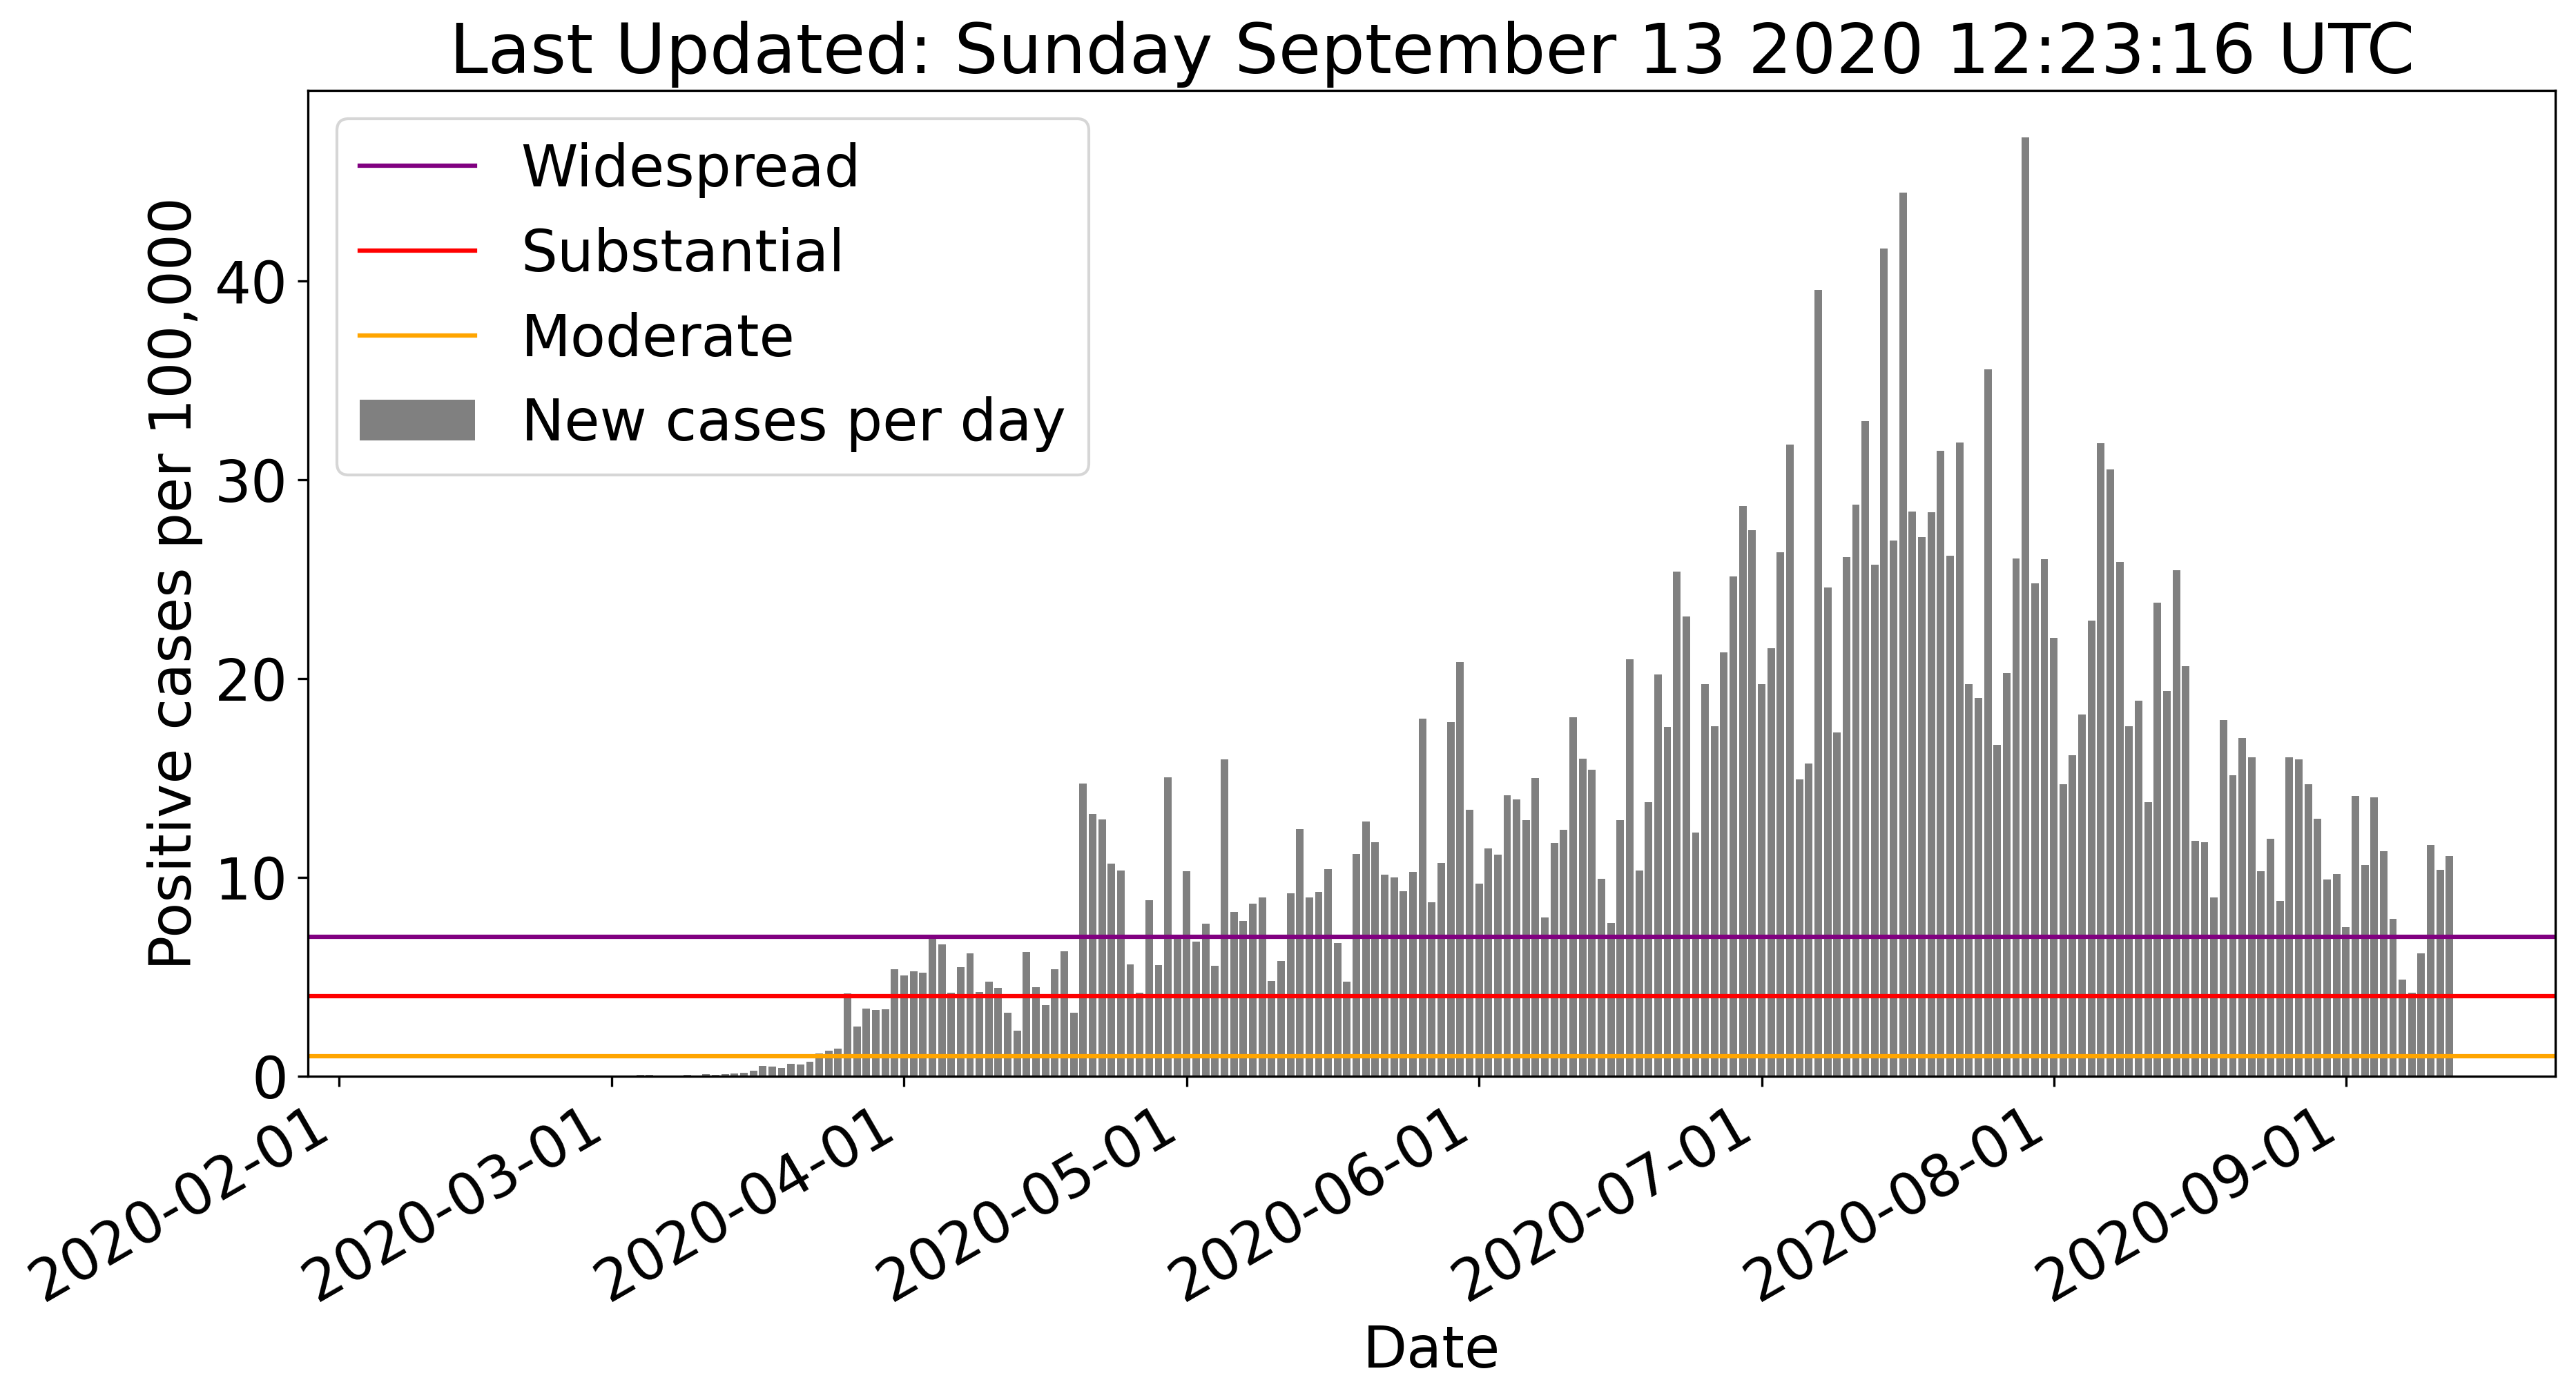 Last Updated: Sunday September 13 2020 12:23:16 UTC
Widespread
Substantial
Moderate
New cases per day
Positive cases per 100,000
40
30
20
10
0
2020-02-01
2020-03-01
2020-04-01
2020-05-01
2020-06-01
2020-07-01
2020-08-01
2020-09-01
Date